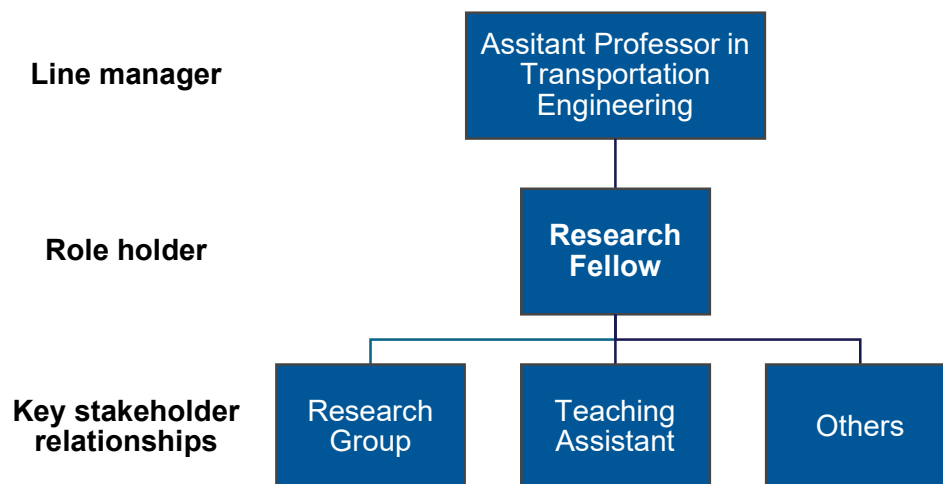 Line manager
Assitant Professor in
Transportation
Engineering
Role holder
Research
Fellow
Key stakeholder
relationships
Research
Group
Teaching
Assistant
Others